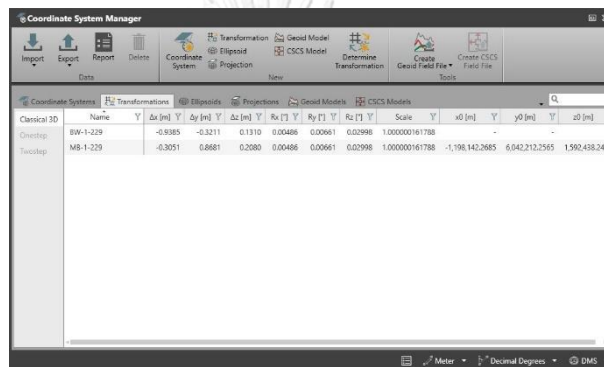 Coordinate System Manager
Import Export Report Delete
Data
Coordinate System
Transformation Geoid Model
Ellipsoid CSCS Model
Projection
Determine Transformation
New
Create Geoid Field File
Create CSCS Field File
Tools
Coordinate Systems Transformations Ellipsoids Projections Geoid Models CSCS Models
Classical 3D
Onestep
Twostep
Name Δx [m] Δy [m] Δz [m] Rx ["] Ry ["] Rz ["] Scale x0 [m] y0 [m] z0 [m]
BW-1-229 -0.9385 -0.3211 0.1310 0.00486 0.00661 0.02998 1.000000161788 - -
MB-1-229 -0.3051 0.8681 0.2080 0.00486 0.00661 0.02998 1.000000161788 -1,198,142.2685 6,042,212.2565 1,592,438.24
Meter Decimal Degrees DMS